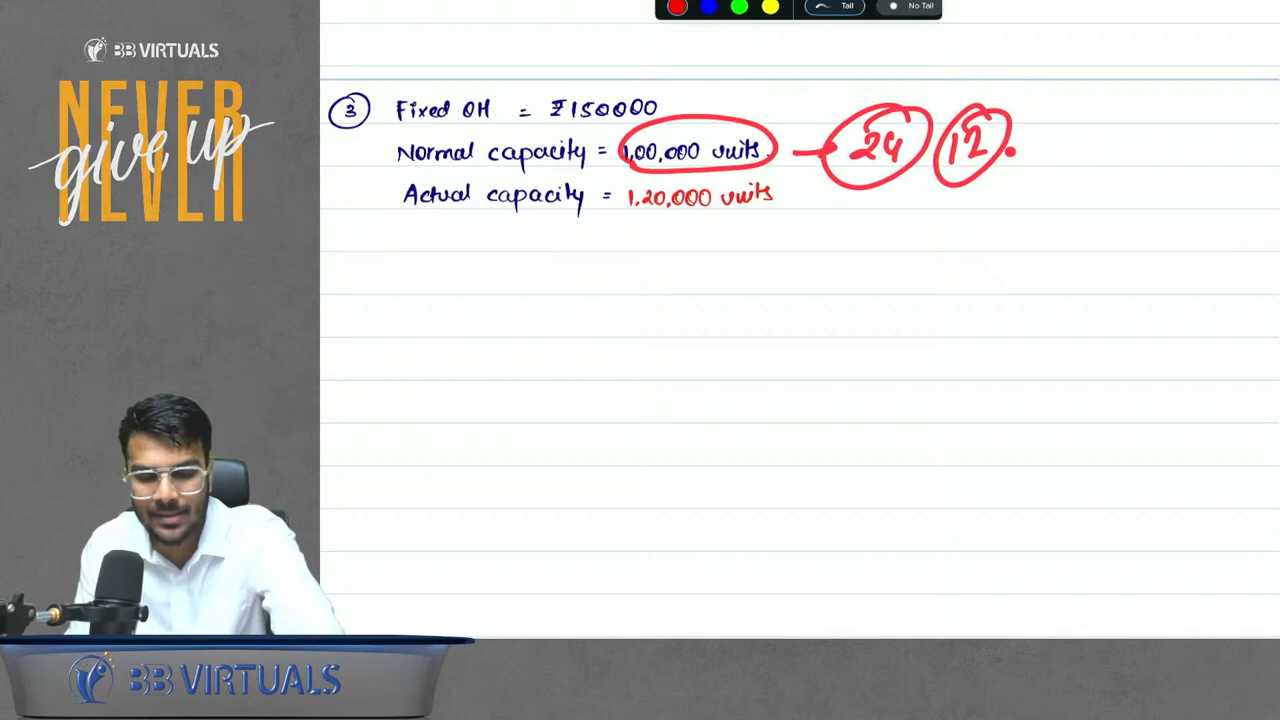 Tail
No Tail
BB VIRTUALS
NEVER
give up
NEVER
3 Fixed OH = ₹150000
Normal capacity = 1,00,000 units. 24 12
Actual capacity = 1,20,000 units
BB VIRTUALS